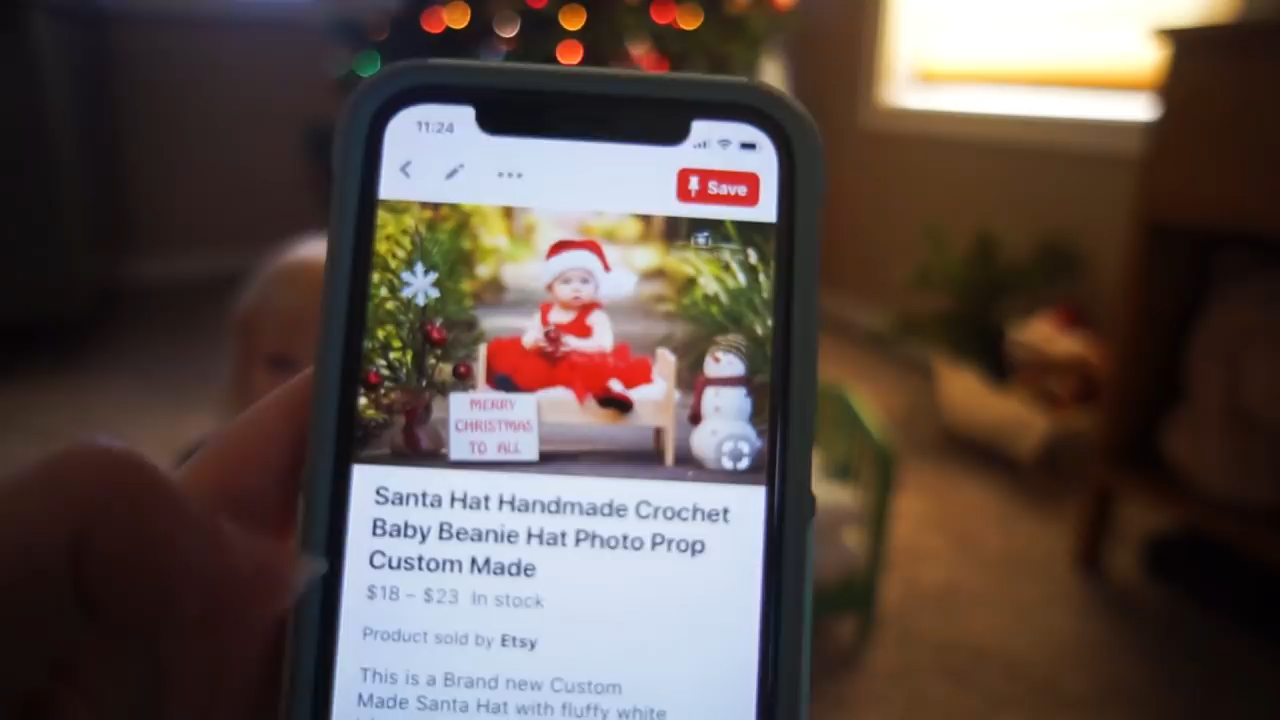 11:24
Save
MERRY
CHRISTMAS
TO ALL
Santa Hat Handmade Crochet
Baby Beanie Hat Photo Prop
Custom Made
$18 – $23 In stock
Product sold by Etsy
This is a Brand new Custom
Made Santa Hat with fluffy white